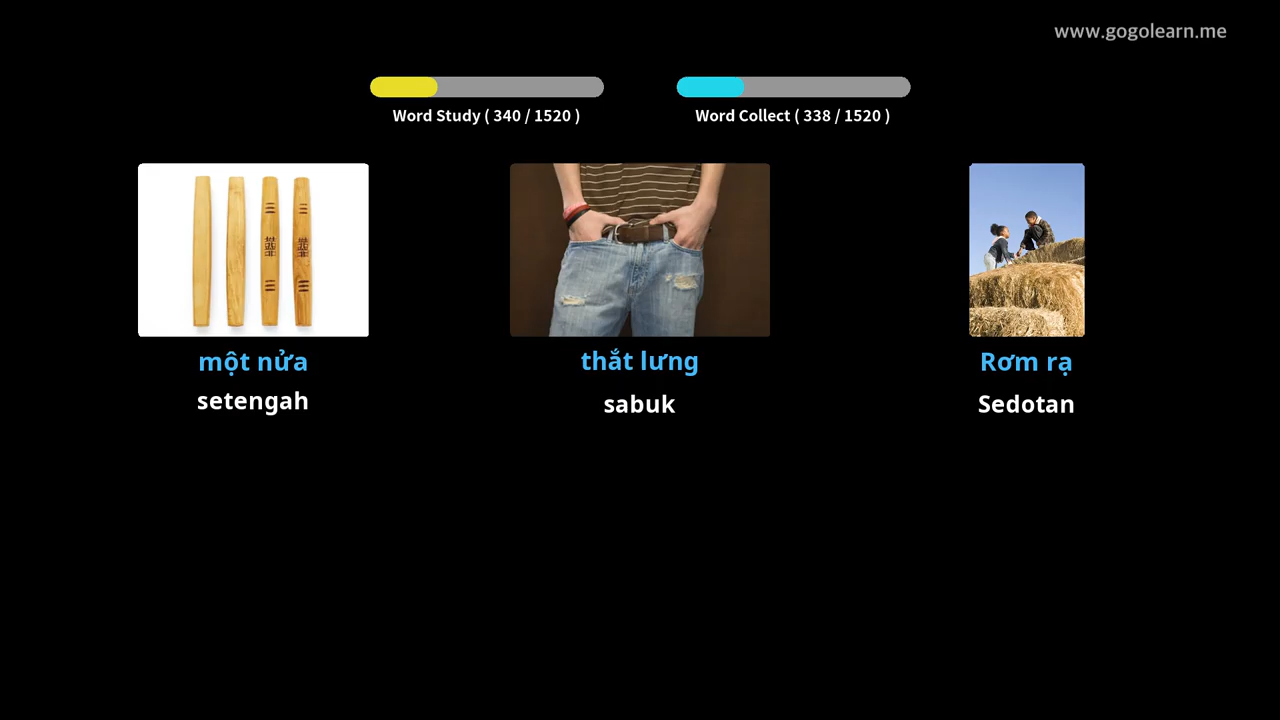 www.gogolearn.me
Word Study ( 340 / 1520 )
Word Collect ( 338 / 1520 )
một nửa
setengah
thắt lưng
sabuk
Rơm rạ
Sedotan